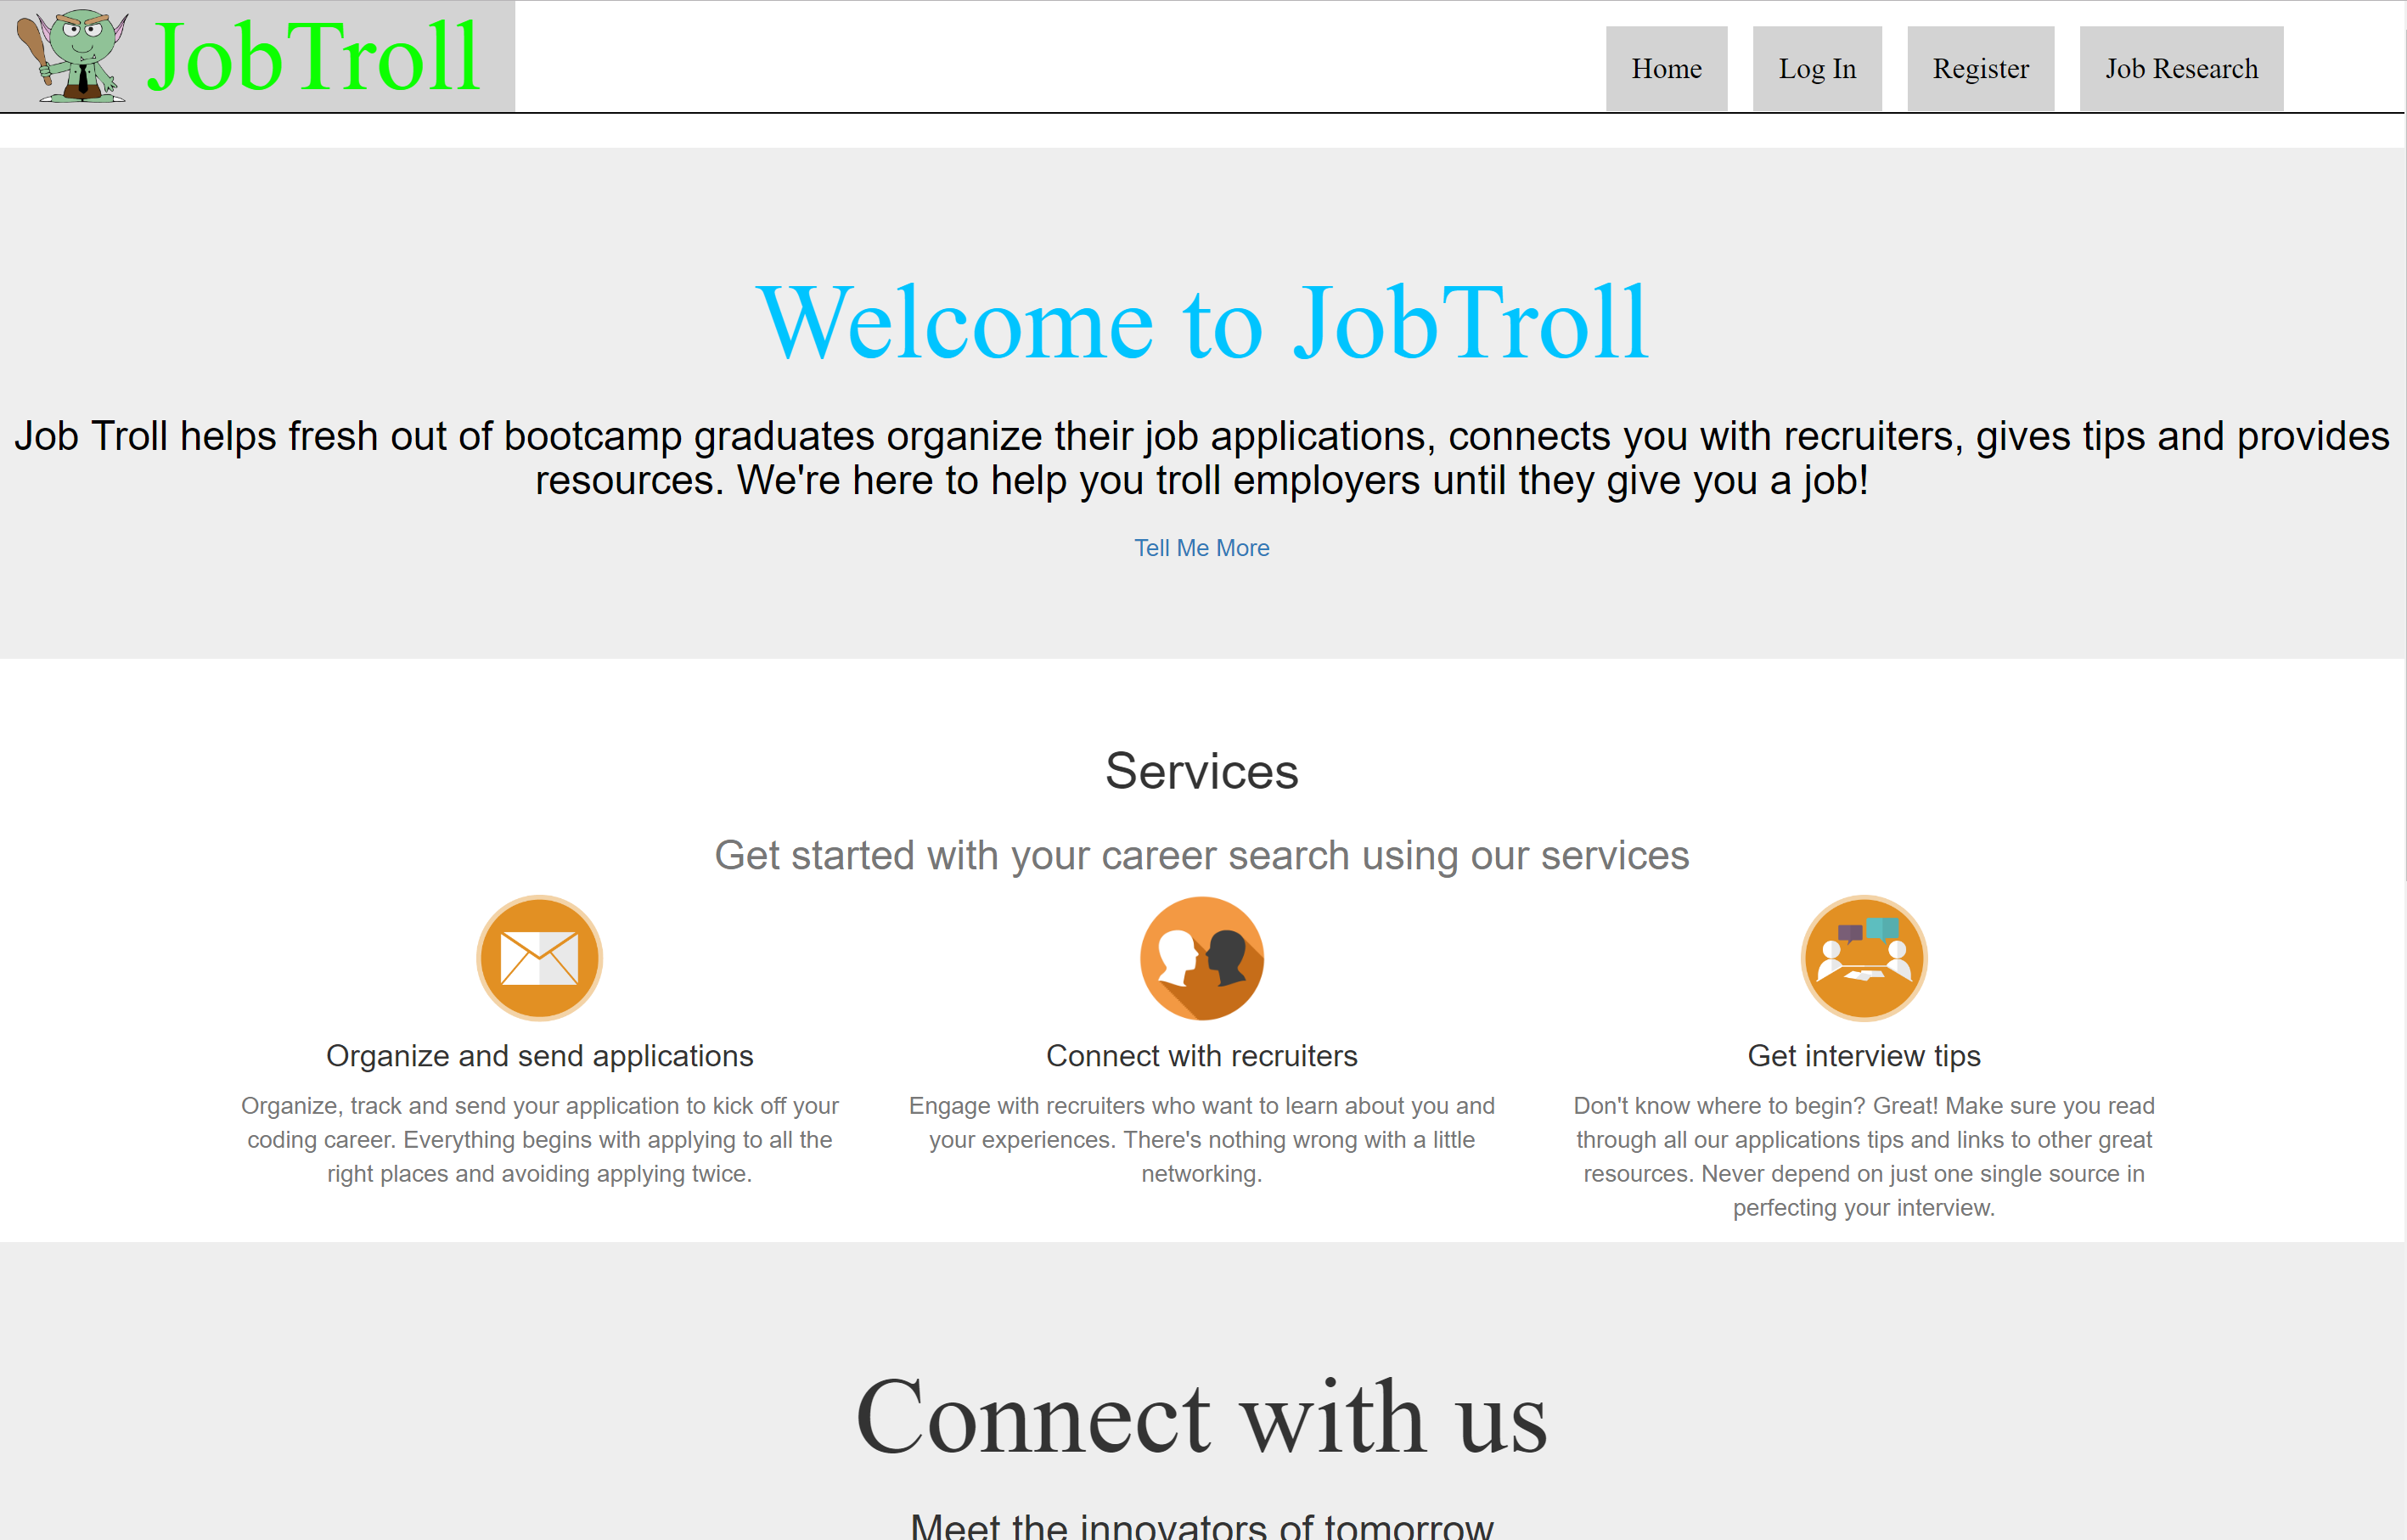 JobTroll
Home
Log In
Register
Job Research
Welcome to JobTroll
Job Troll helps fresh out of bootcamp graduates organize their job applications, connects you with recruiters, gives tips and provides
resources. We're here to help you troll employers until they give you a job!
Tell Me More
Services
Get started with your career search using our services
Organize and send applications
Organize, track and send your application to kick off your
coding career. Everything begins with applying to all the
right places and avoiding applying twice.
Connect with recruiters
Engage with recruiters who want to learn about you and
your experiences. There's nothing wrong with a little
networking.
Get interview tips
Don't know where to begin? Great! Make sure you read
through all our applications tips and links to other great
resources. Never depend on just one single source in
perfecting your interview.
Connect with us
Meet the innovators of tomorrow